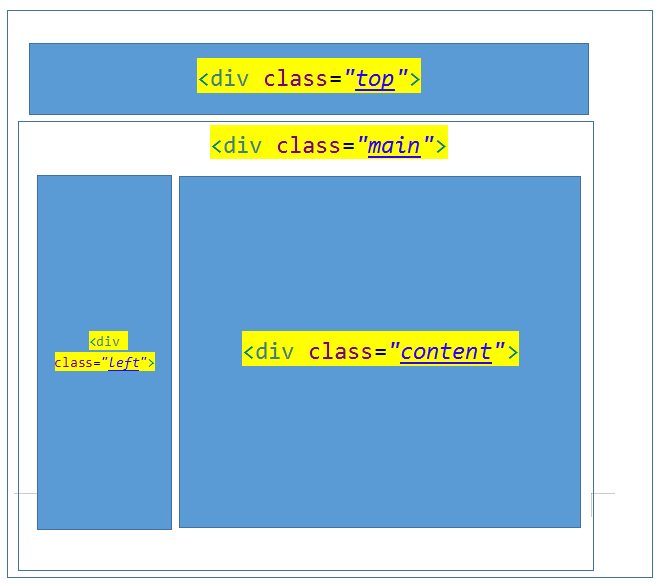 <div class="top">
<div class="main">
<div
class="left">
<div class="content">